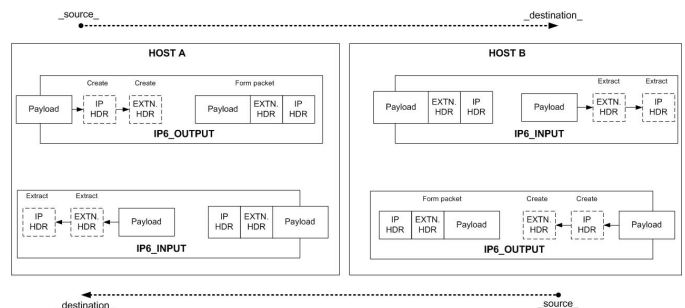 _source_
_destination_
HOST A
Create Create Form packet
Payload IP HDR EXTN. HDR Payload EXTN. HDR IP HDR
IP6_OUTPUT
Extract Extract
IP HDR EXTN. HDR Payload IP HDR EXTN. HDR Payload
IP6_INPUT
HOST B
Extract Extract
Payload EXTN. HDR IP HDR Payload EXTN. HDR IP HDR
IP6_INPUT
Form packet Create Create
IP HDR EXTN. HDR Payload EXTN. HDR IP HDR Payload
IP6_OUTPUT
_destination_
_source_